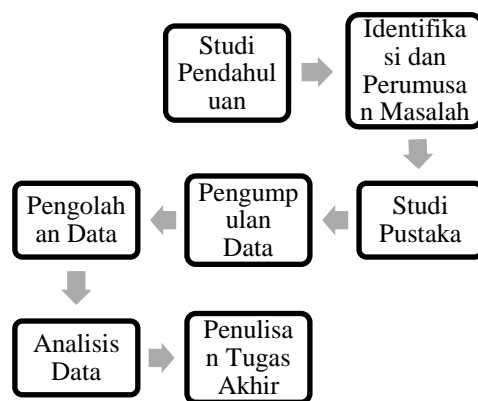 Studi
Pendahul
uan
Identifika
si dan
Perumusa
n Masalah
Studi
Pustaka
Pengump
ulan
Data
Pengolah
an Data
Analisis
Data
Penulisa
n Tugas
Akhir